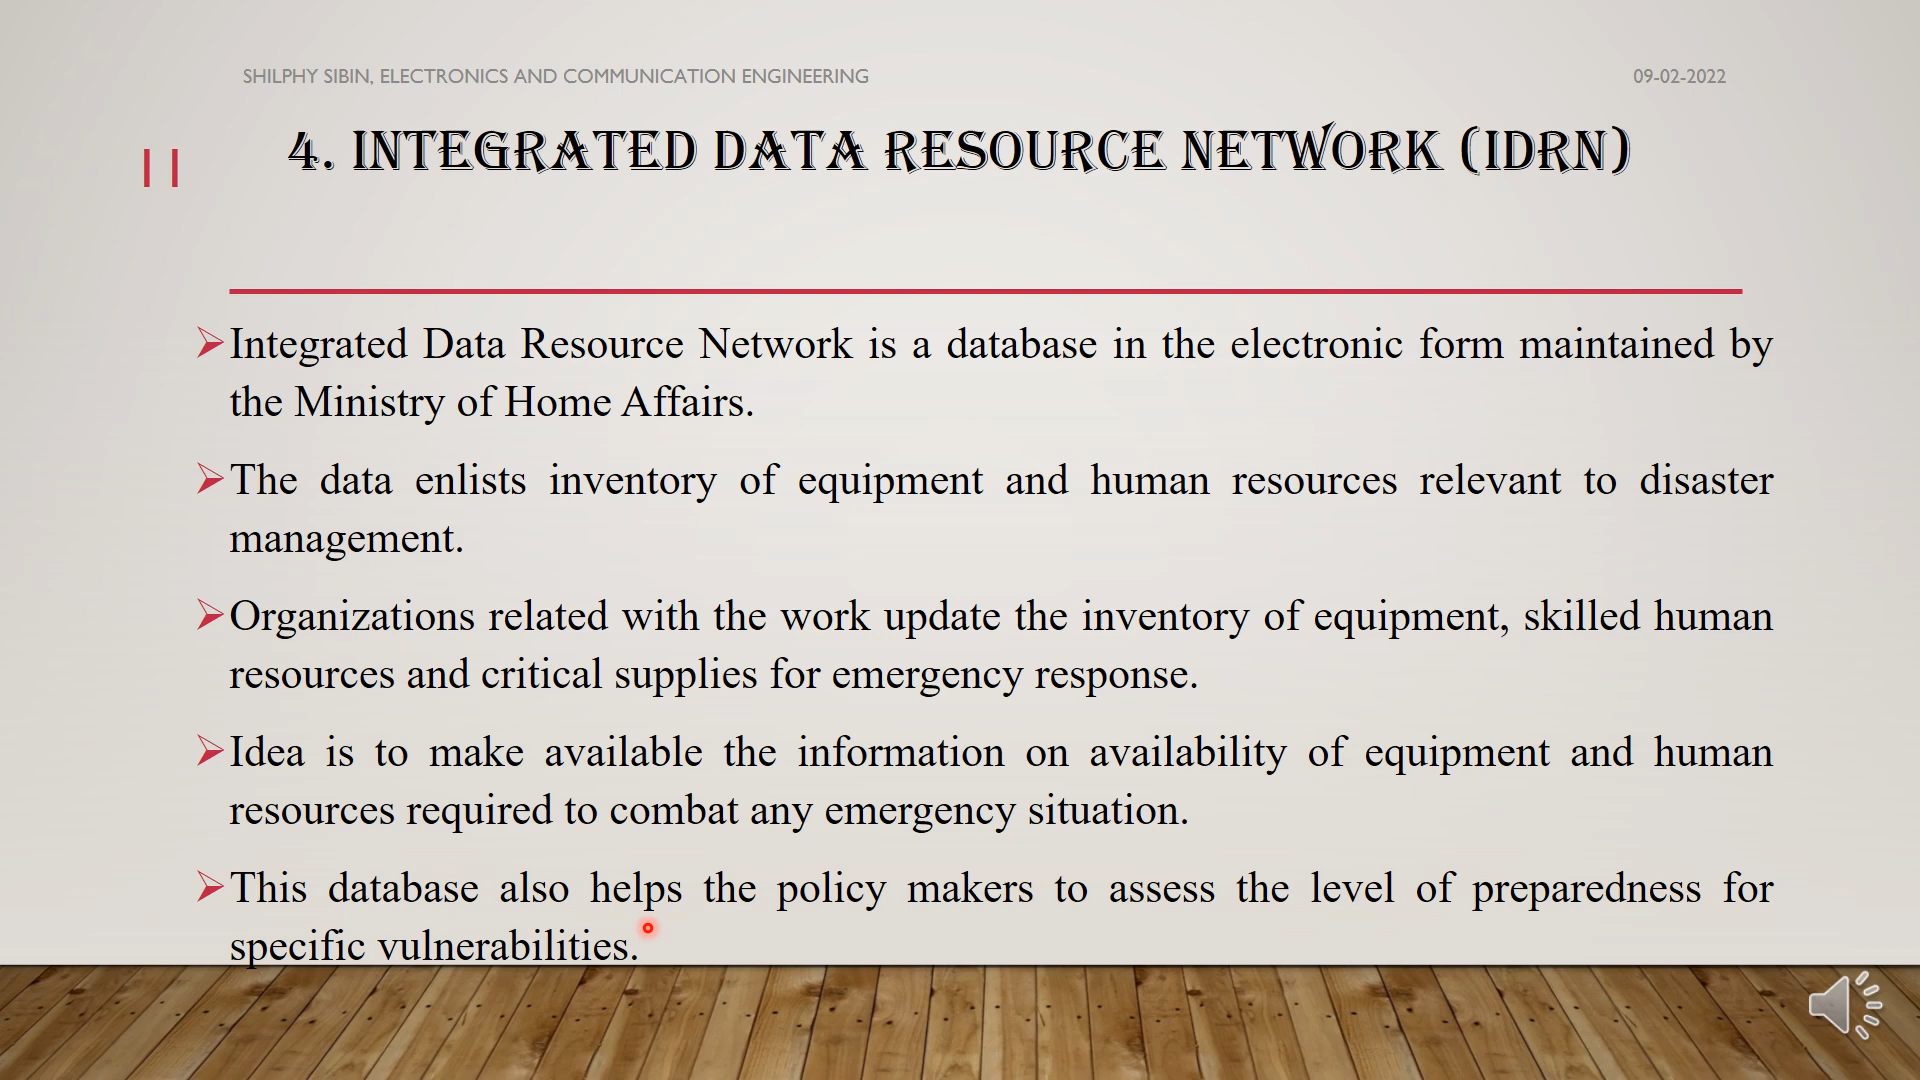 SHILPHY SIBIN, ELECTRONICS AND COMMUNICATION ENGINEERING
09-02-2022
11
4. INTEGRATED DATA RESOURCE NETWORK (IDRN)
➢Integrated Data Resource Network is a database in the electronic form maintained by
the Ministry of Home Affairs.
➢The data enlists inventory of equipment and human resources relevant to disaster
management.
➢Organizations related with the work update the inventory of equipment, skilled human
resources and critical supplies for emergency response.
➢Idea is to make available the information on availability of equipment and human
resources required to combat any emergency situation.
➢This database also helps the policy makers to assess the level of preparedness for
specific vulnerabilities.